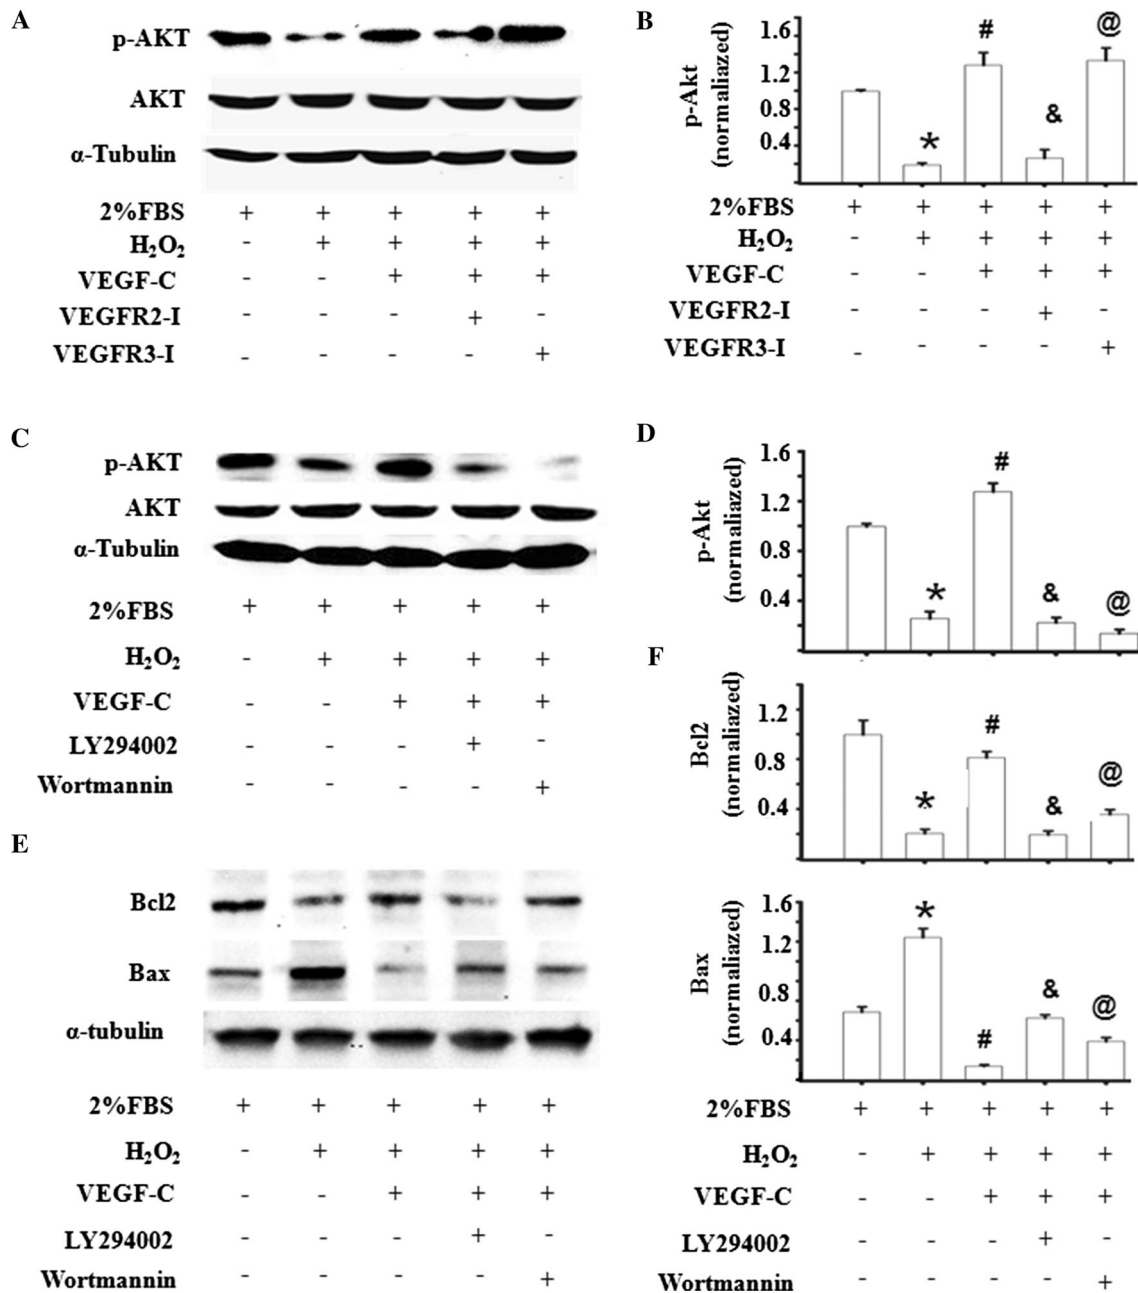 A
p-AKT
AKT
α-Tubulin
2%FBS + + + + +
H₂O₂ - + + + +
VEGF-C - - + + +
VEGFR2-I - - - + -
VEGFR3-I - - - - +
B
p-Akt
(normaliazed)
1.6
1.2
0.8
0.4
* # & @
2%FBS + + + + +
H₂O₂ - + + + +
VEGF-C - - + + +
VEGFR2-I - - - + -
VEGFR3-I - - - - +
C
p-AKT
AKT
α-Tubulin
2%FBS + + + + +
H₂O₂ - + + + +
VEGF-C - - + + +
LY294002 - - - + -
Wortmannin - - - - +
D
p-Akt
(normaliazed)
1.6
1.2
0.8
0.4
* # & @
E
Bcl2
Bax
α-tubulin
2%FBS + + + + +
H₂O₂ - + + + +
VEGF-C - - + + +
LY294002 - - - + -
Wortmannin - - - - +
F
Bcl2
(normaliazed)
1.2
0.8
0.4
* # & @
Bax
(normaliazed)
1.6
1.2
0.8
0.4
* # & @
2%FBS + + + + +
H₂O₂ - + + + +
VEGF-C - - + + +
LY294002 - - - + -
Wortmannin - - - - +